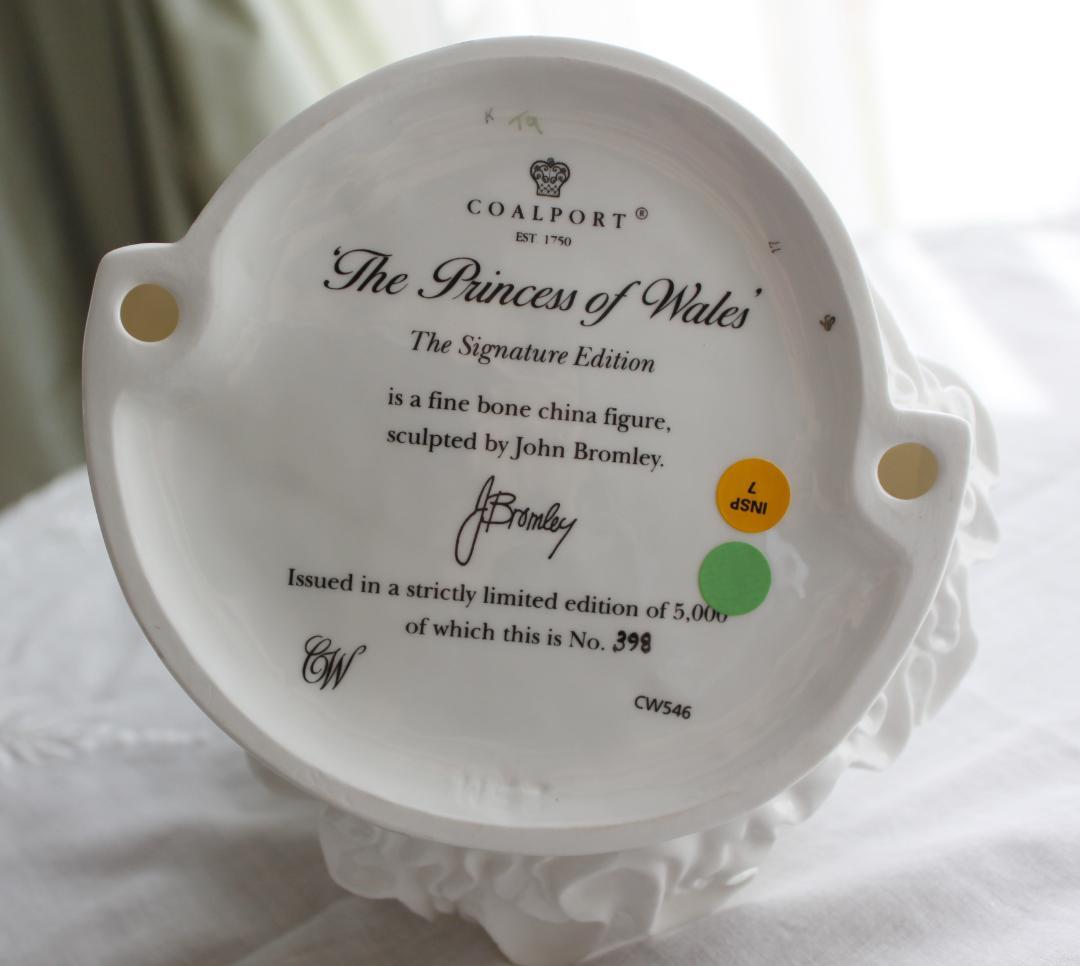 K TA
COALPORT®
EST. 1750
‘The Princess of Wales’
The Signature Edition
is a fine bone china figure,
sculpted by John Bromley.
J. Bromley
INSP
7
Issued in a strictly limited edition of 5,000
of which this is No. 398
CW
CW546